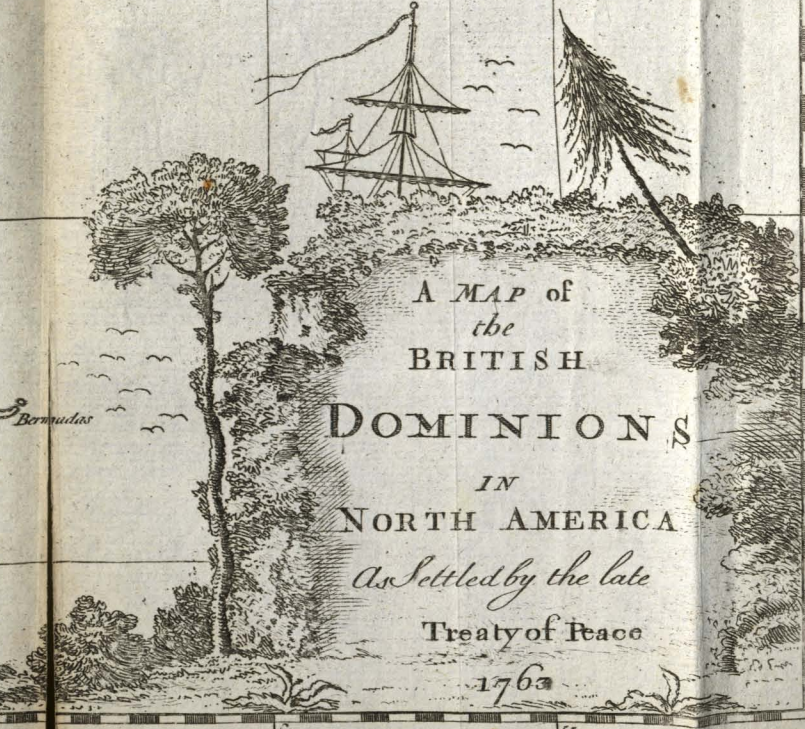 A MAP of
the
BRITISH
DOMINIONS
IN
NORTH AMERICA
As Settled by the late
Treaty of Peace
1763
Bermudas